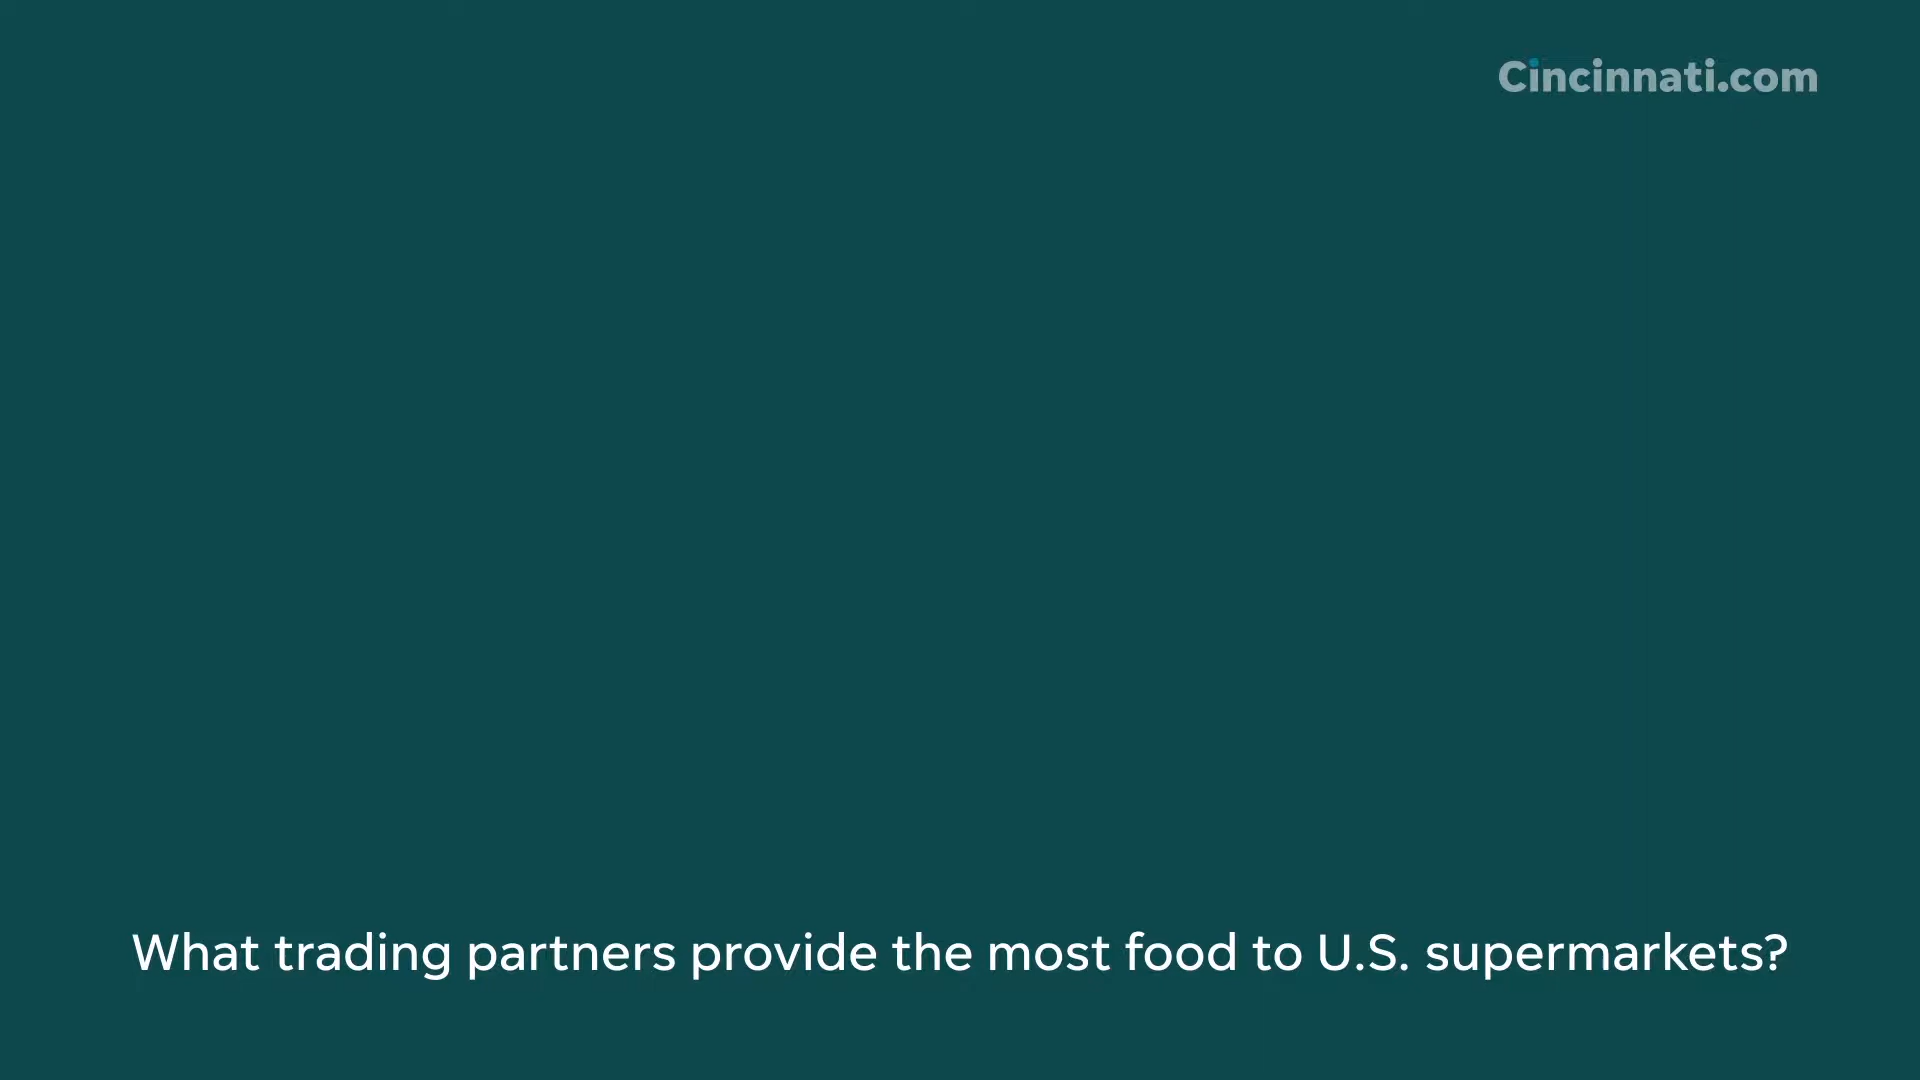 Cincinnati.com
What trading partners provide the most food to U.S. supermarkets?